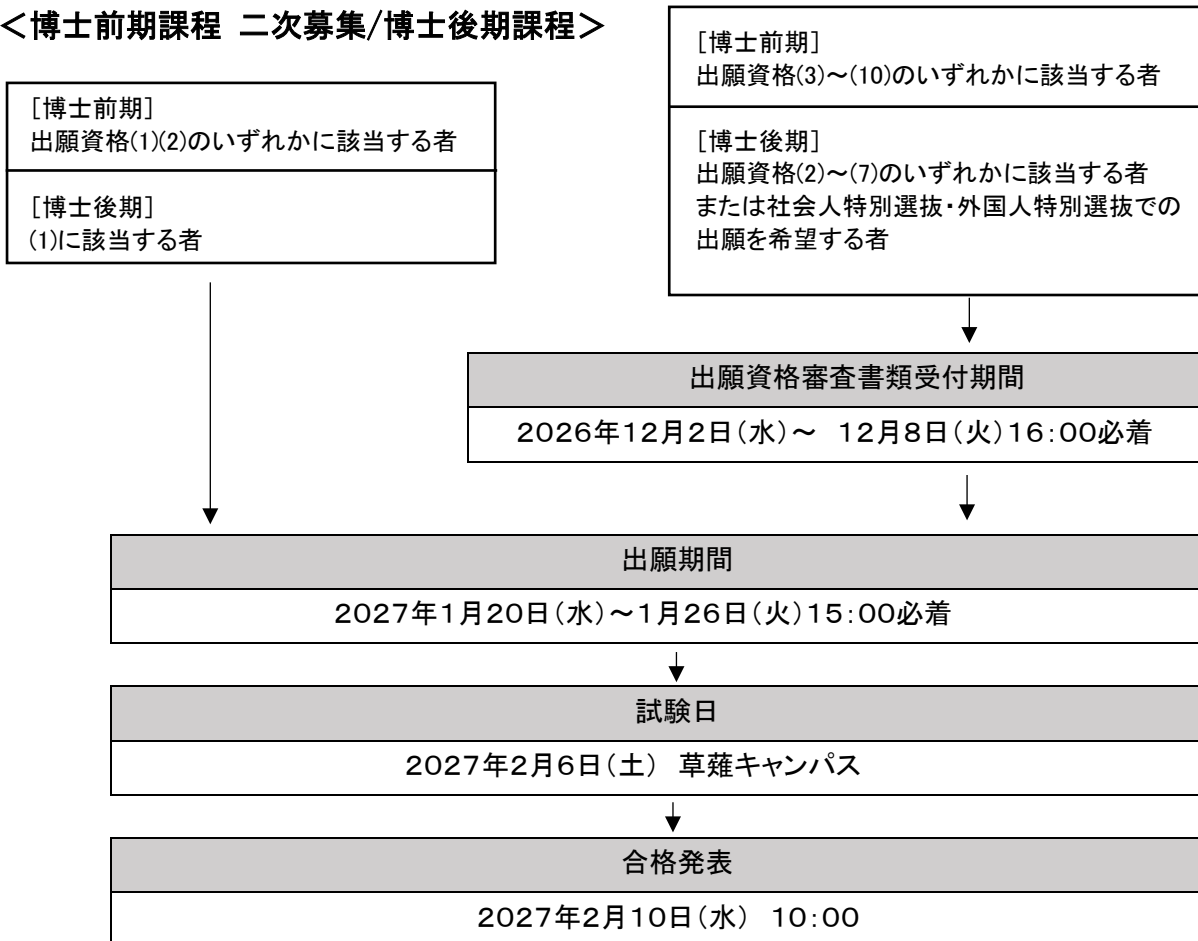 ＜博士前期課程 二次募集/博士後期課程＞
[博士前期]
出願資格(1)(2)のいずれかに該当する者
[博士後期]
(1)に該当する者
[博士前期]
出願資格(3)～(10)のいずれかに該当する者
[博士後期]
出願資格(2)～(7)のいずれかに該当する者
または社会人特別選抜・外国人特別選抜での
出願を希望する者
出願資格審査書類受付期間
2026年12月2日(水)～ 12月8日(火)16:00必着
出願期間
2027年1月20日(水)～1月26日(火)15:00必着
試験日
2027年2月6日(土) 草薙キャンパス
合格発表
2027年2月10日(水) 10:00